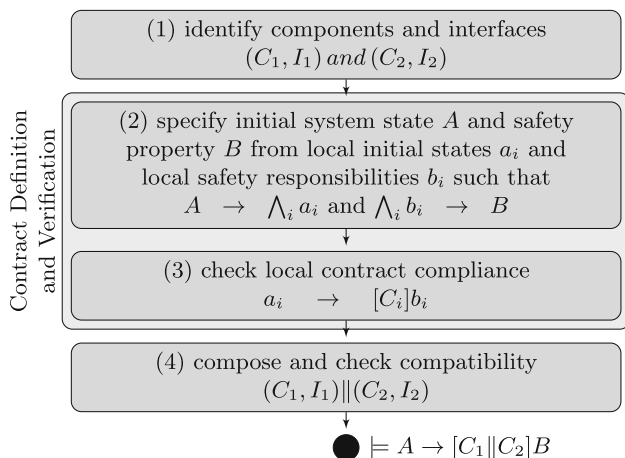 (1) identify components and interfaces
(C₁, I₁) and (C₂, I₂)
Contract Definition
and Verification
(2) specify initial system state A and safety
property B from local initial states aᵢ and
local safety responsibilities bᵢ such that
A → ⋀ᵢ aᵢ and ⋀ᵢ bᵢ → B
(3) check local contract compliance
aᵢ → [Cᵢ]bᵢ
(4) compose and check compatibility
(C₁, I₁)∥(C₂, I₂)
⊨ A → [C₁∥C₂]B